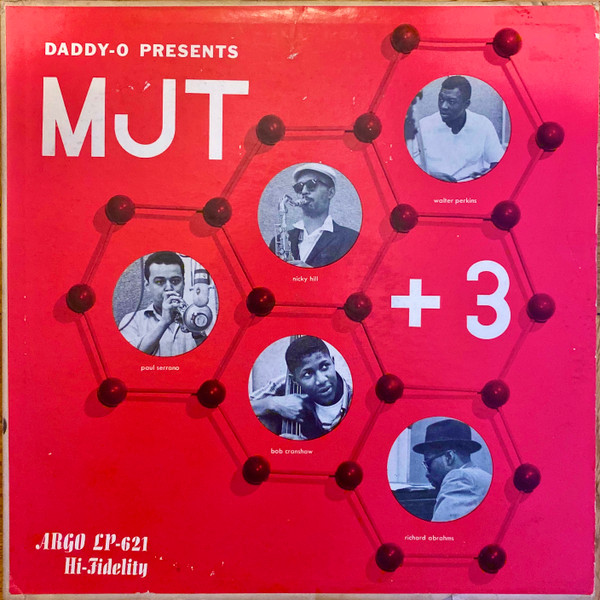 DADDY-O PRESENTS
MJT
+ 3
walter perkins
nicky hill
paul serrano
bob cranshaw
richard abrahms
ARGO LP-621
Hi-Fidelity